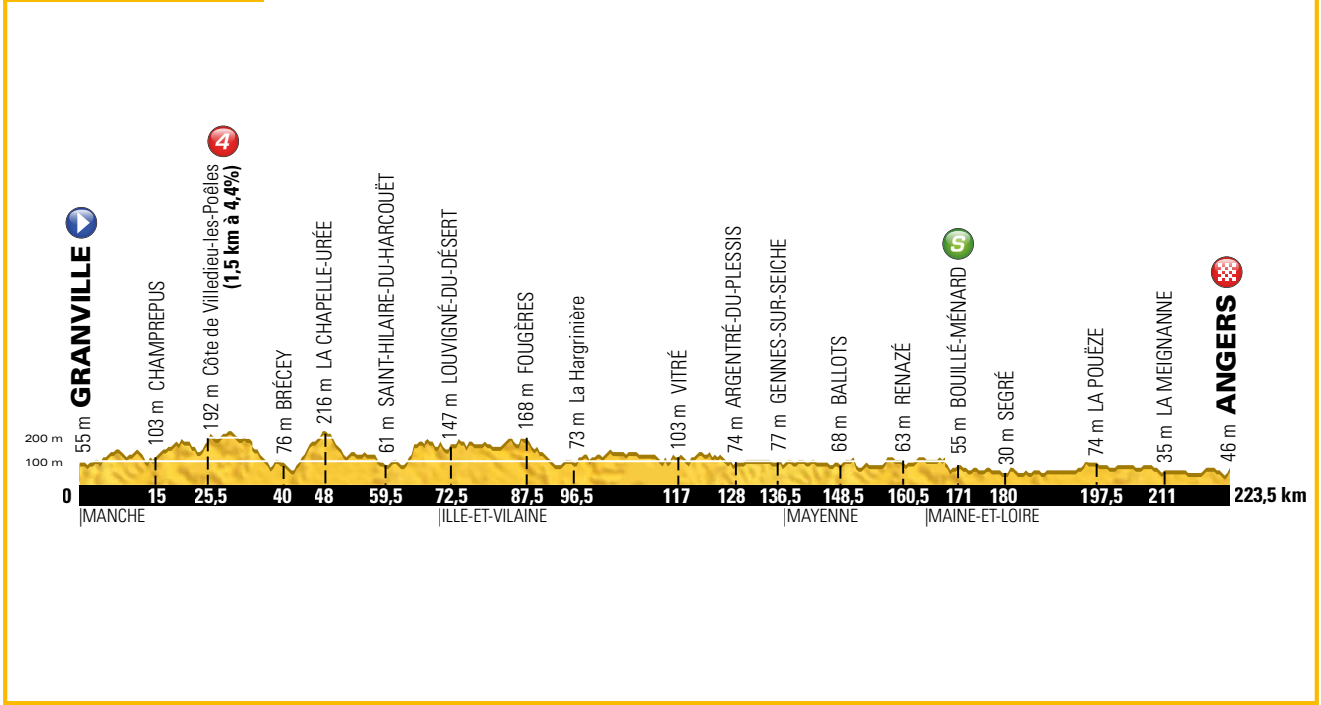 55 m GRANVILLE
103 m CHAMPREPUS
4
192 m Côte de Villedieu-les-Poêles
(1,5 km à 4,4%)
76 m BRÉCEY
216 m LA CHAPELLE-URÉE
61 m SAINT-HILAIRE-DU-HARCOUËT
147 m LOUVIGNÉ-DU-DÉSERT
168 m FOUGÈRES
73 m La Hargrinière
103 m VITRÉ
74 m ARGENTRÉ-DU-PLESSIS
77 m GENNES-SUR-SEICHE
68 m BALLOTS
63 m RENAZÉ
S
55 m BOUILLÉ-MÉNARD
30 m SEGRÉ
74 m LA POUËZE
35 m LA MEIGNANNE
46 m ANGERS
200 m
100 m
0 15 25,5 40 48 59,5 72,5 87,5 96,5 117 128 136,5 148,5 160,5 171 180 197,5 211 223,5 km
|MANCHE |ILLE-ET-VILAINE |MAYENNE |MAINE-ET-LOIRE